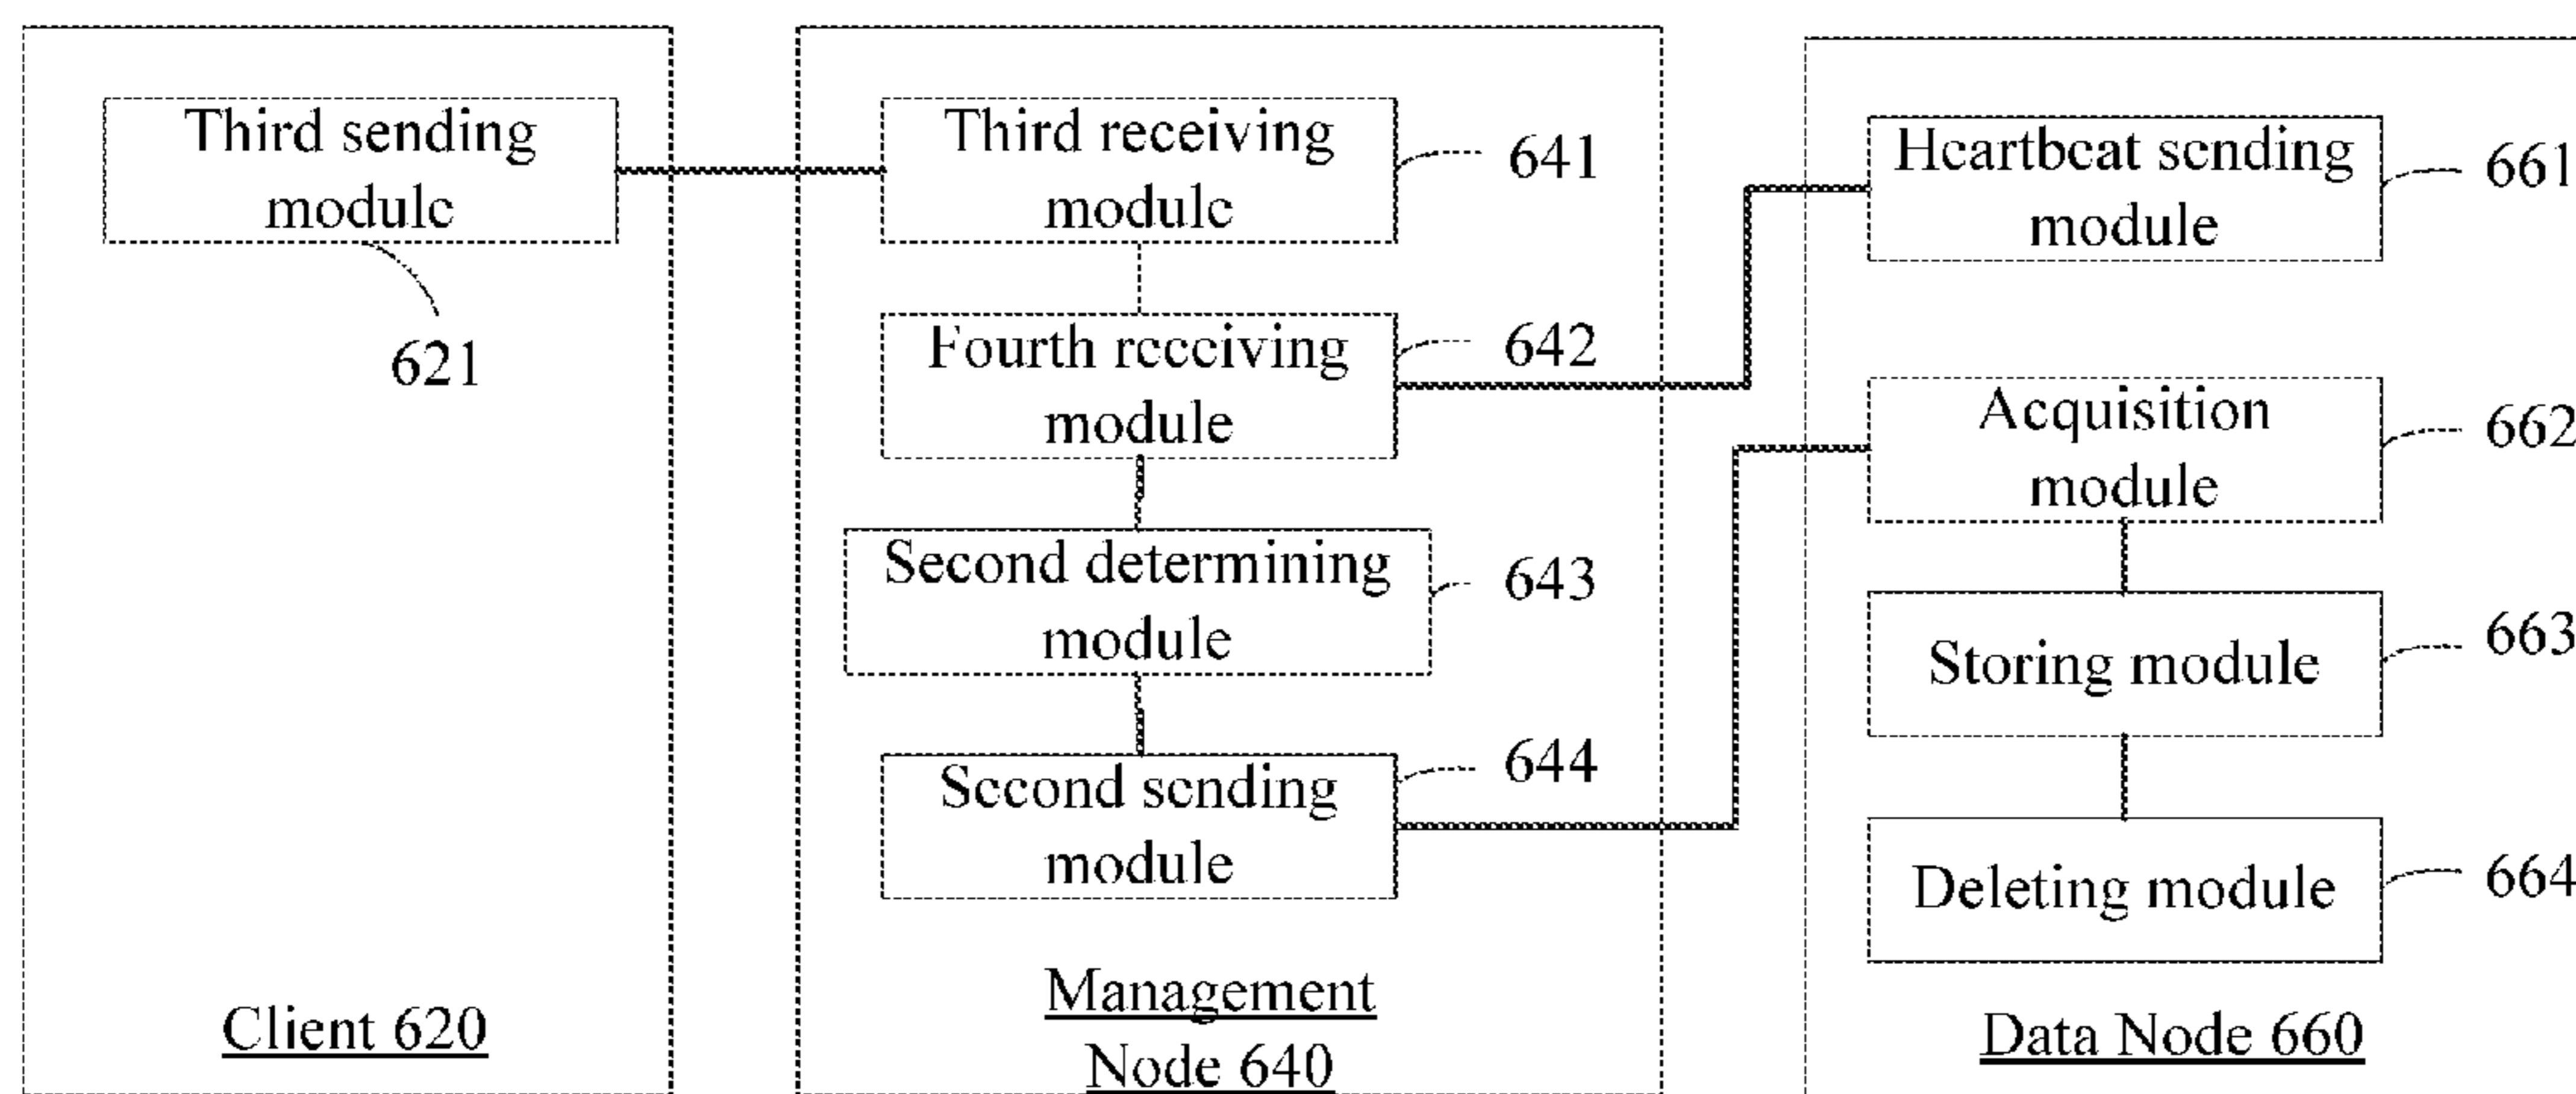 Third sending
module
621
Client 620
Third receiving
module
641
Fourth receiving
module
642
Second determining
module
643
Second sending
module
644
Management
Node 640
Heartbeat sending
module
661
Acquisition
module
662
Storing module
663
Deleting module
664
Data Node 660